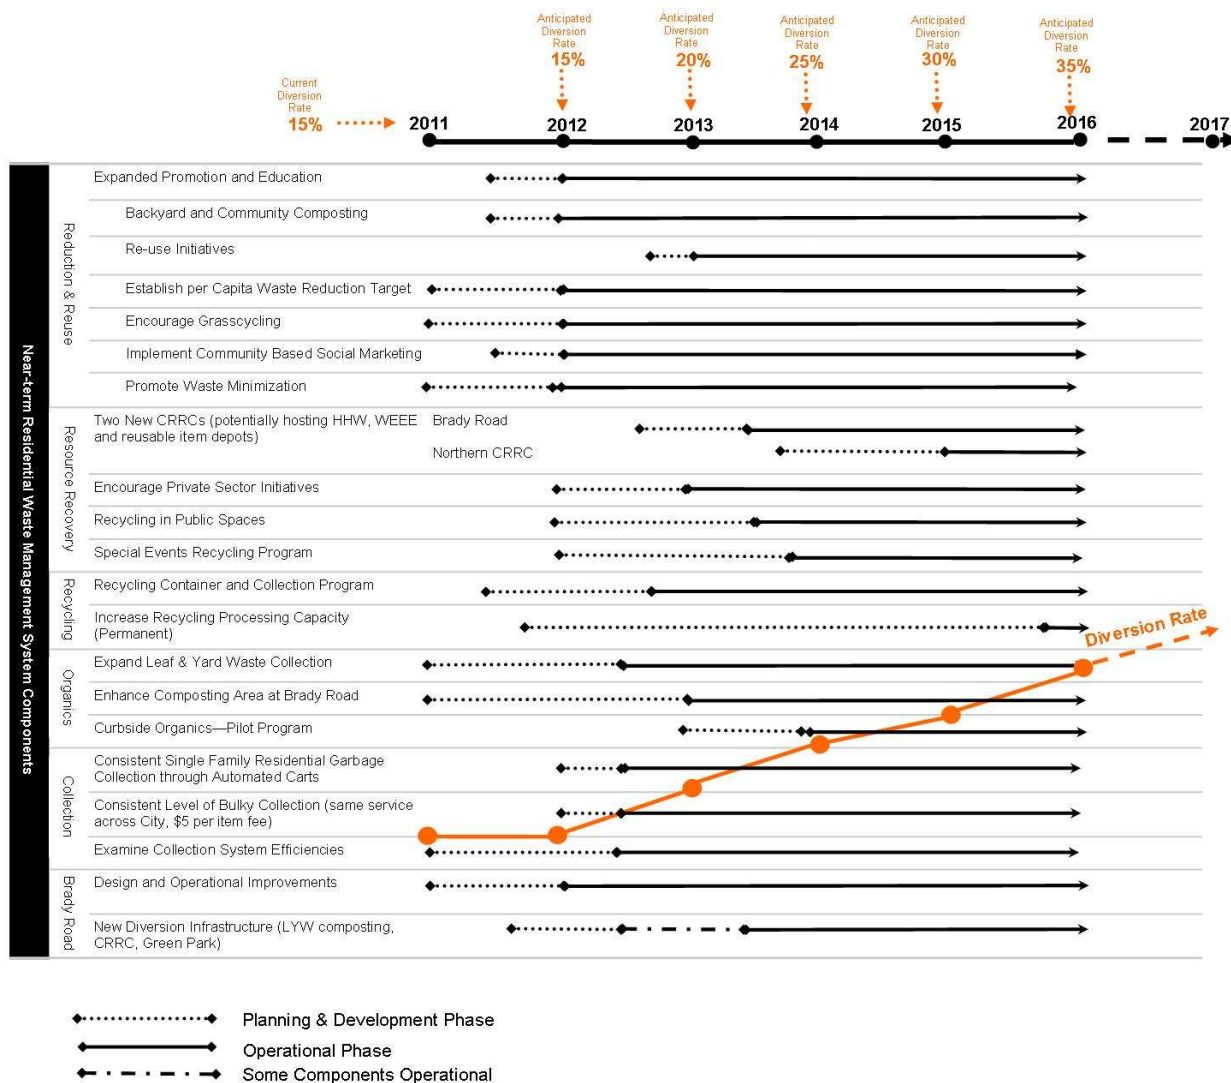 Anticipated
Diversion
Rate
15%
Anticipated
Diversion
Rate
20%
Anticipated
Diversion
Rate
25%
Anticipated
Diversion
Rate
30%
Anticipated
Diversion
Rate
35%
Current
Diversion
Rate
15%
2011
2012
2013
2014
2015
2016
2017
Near-term Residential Waste Management System Components
Reduction & Reuse
Expanded Promotion and Education
Backyard and Community Composting
Re-use Initiatives
Establish per Capita Waste Reduction Target
Encourage Grasscycling
Implement Community Based Social Marketing
Promote Waste Minimization
Resource Recovery
Two New CRRCs (potentially hosting HHW, WEEE
and reusable item depots)
Brady Road
Northern CRRC
Encourage Private Sector Initiatives
Recycling in Public Spaces
Special Events Recycling Program
Recycling
Recycling Container and Collection Program
Increase Recycling Processing Capacity
(Permanent)
Diversion Rate
Organics
Expand Leaf & Yard Waste Collection
Enhance Composting Area at Brady Road
Curbside Organics—Pilot Program
Collection
Consistent Single Family Residential Garbage
Collection through Automated Carts
Consistent Level of Bulky Collection (same service
across City, $5 per item fee)
Examine Collection System Efficiencies
Brady Road
Design and Operational Improvements
New Diversion Infrastructure (LYW composting,
CRRC, Green Park)
Planning & Development Phase
Operational Phase
Some Components Operational